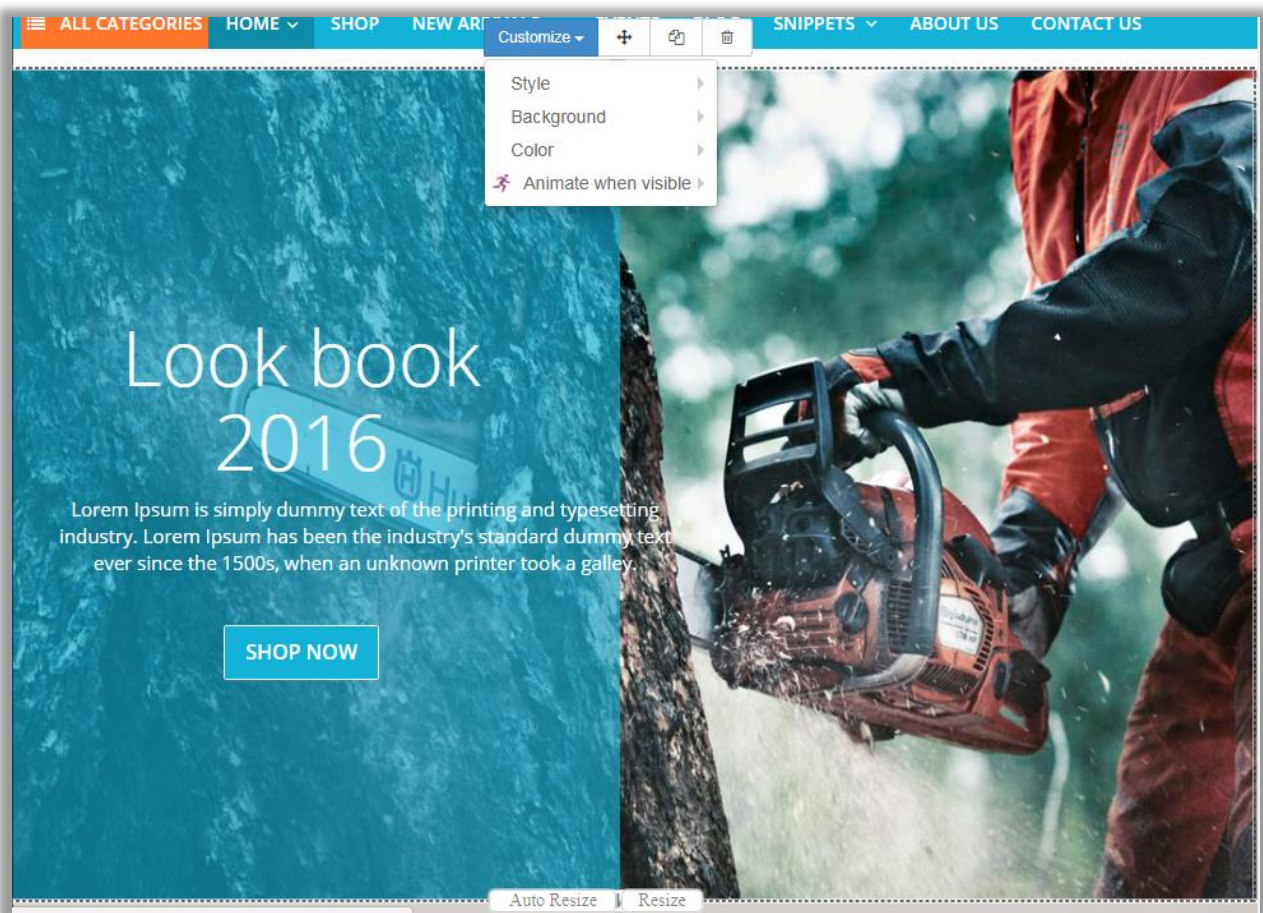 ALL CATEGORIES HOME SHOP NEW SNIPPETS ABOUT US CONTACT US
Customize
Style
Background
Color
Animate when visible
Look book
2016
Lorem Ipsum is simply dummy text of the printing and typesetting
industry. Lorem Ipsum has been the industry's standard dummy text
ever since the 1500s, when an unknown printer took a galley.
SHOP NOW
Auto Resize Resize